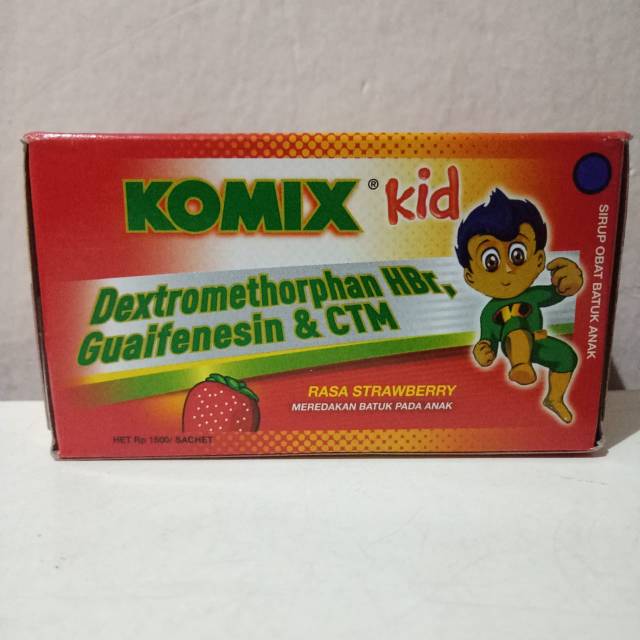 KOMIX® kid
Dextromethorphan HBr,
Guaifenesin & CTM
RASA STRAWBERRY
MEREDAKAN BATUK PADA ANAK
HET Rp 1500/ SACHET
SIRUP OBAT BATUK ANAK
K